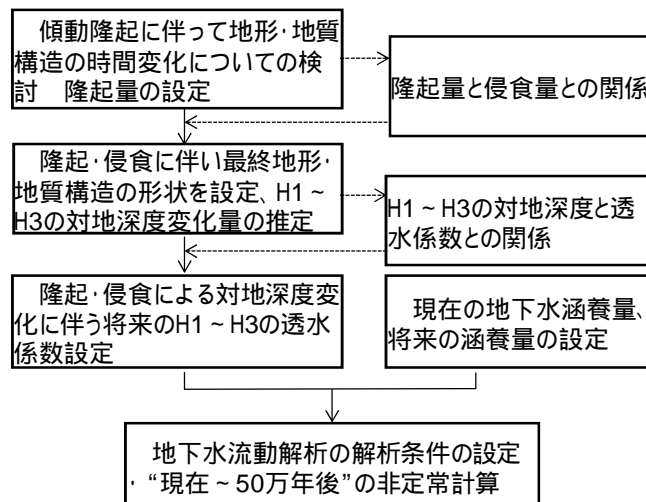 傾動隆起に伴って地形･地質
構造の時間変化についての検
討　隆起量の設定
隆起量と侵食量との関係
隆起･侵食に伴い最終地形･
地質構造の形状を設定、H1～
H3の対地深度変化量の推定
H1～H3の対地深度と透
水係数との関係
隆起･侵食による対地深度変
化に伴う将来のH1～H3の透水
係数設定
現在の地下水涵養量、
将来の涵養量の設定
地下水流動解析の解析条件の設定
･“現在～50万年後”の非定常計算